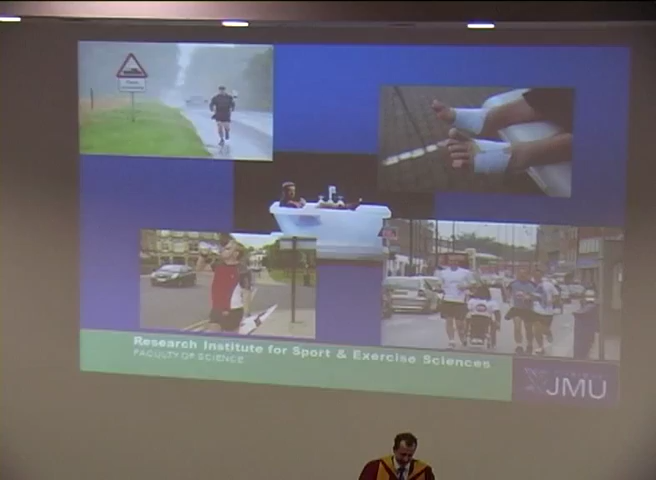 Research Institute for Sport & Exercise Sciences
FACULTY OF SCIENCE
JMU